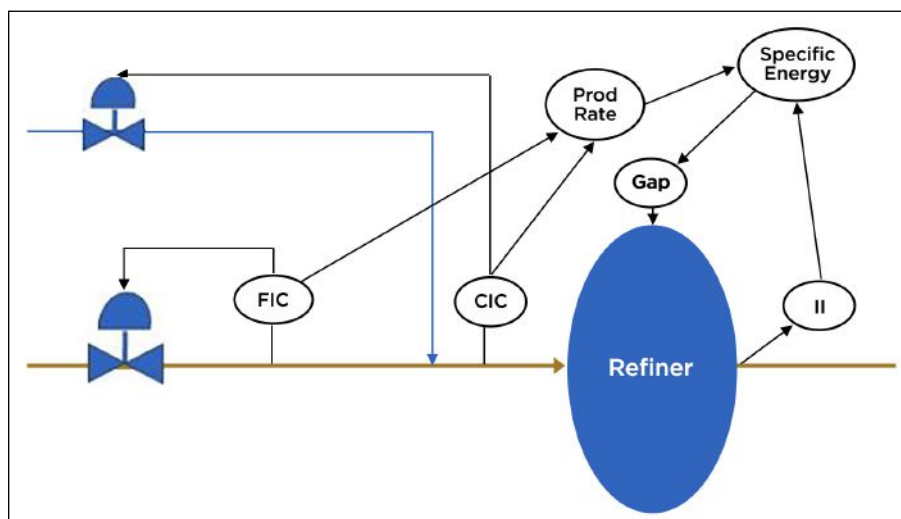 Specific
Energy
Prod
Rate
Gap
FIC
CIC
II
Refiner